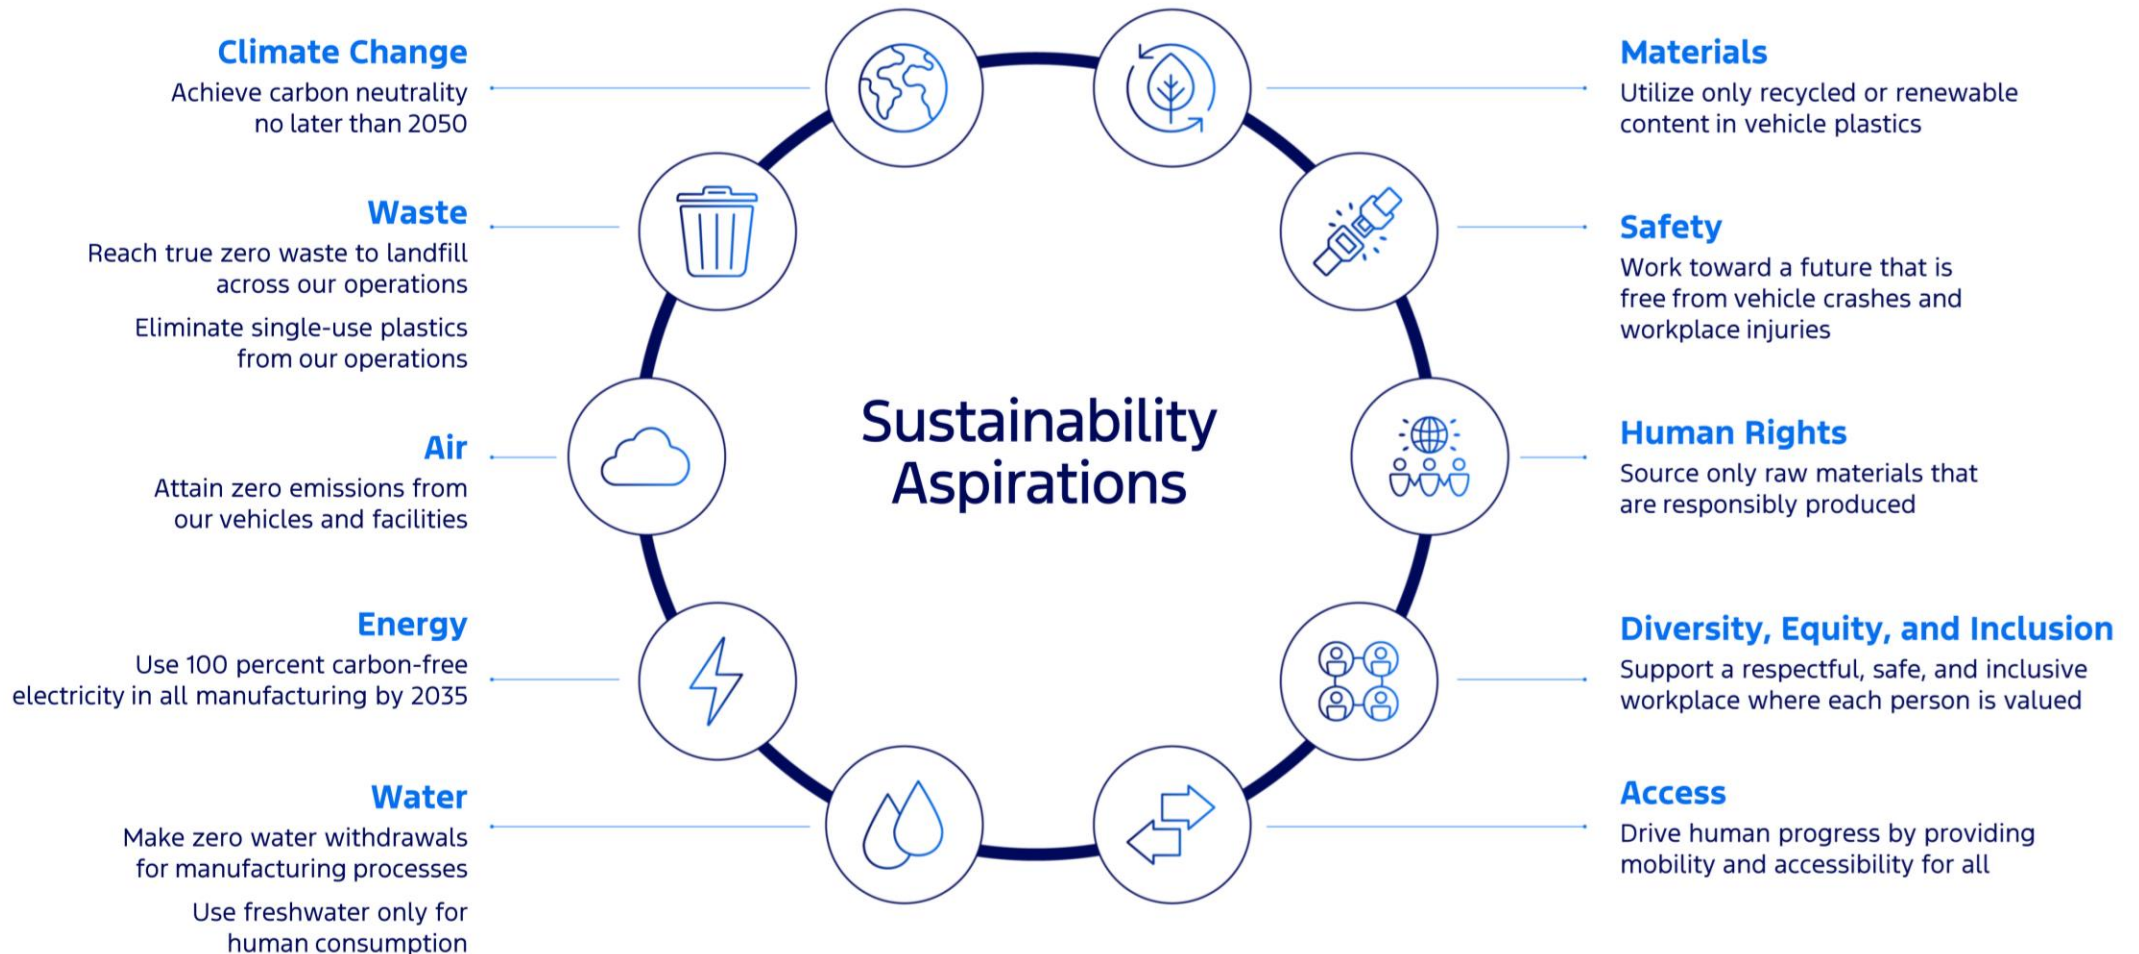 Climate Change
Achieve carbon neutrality
no later than 2050
Waste
Reach true zero waste to landfill
across our operations
Eliminate single-use plastics
from our operations
Air
Attain zero emissions from
our vehicles and facilities
Energy
Use 100 percent carbon-free
electricity in all manufacturing by 2035
Water
Make zero water withdrawals
for manufacturing processes
Use freshwater only for
human consumption
Sustainability
Aspirations
Materials
Utilize only recycled or renewable
content in vehicle plastics
Safety
Work toward a future that is
free from vehicle crashes and
workplace injuries
Human Rights
Source only raw materials that
are responsibly produced
Diversity, Equity, and Inclusion
Support a respectful, safe, and inclusive
workplace where each person is valued
Access
Drive human progress by providing
mobility and accessibility for all